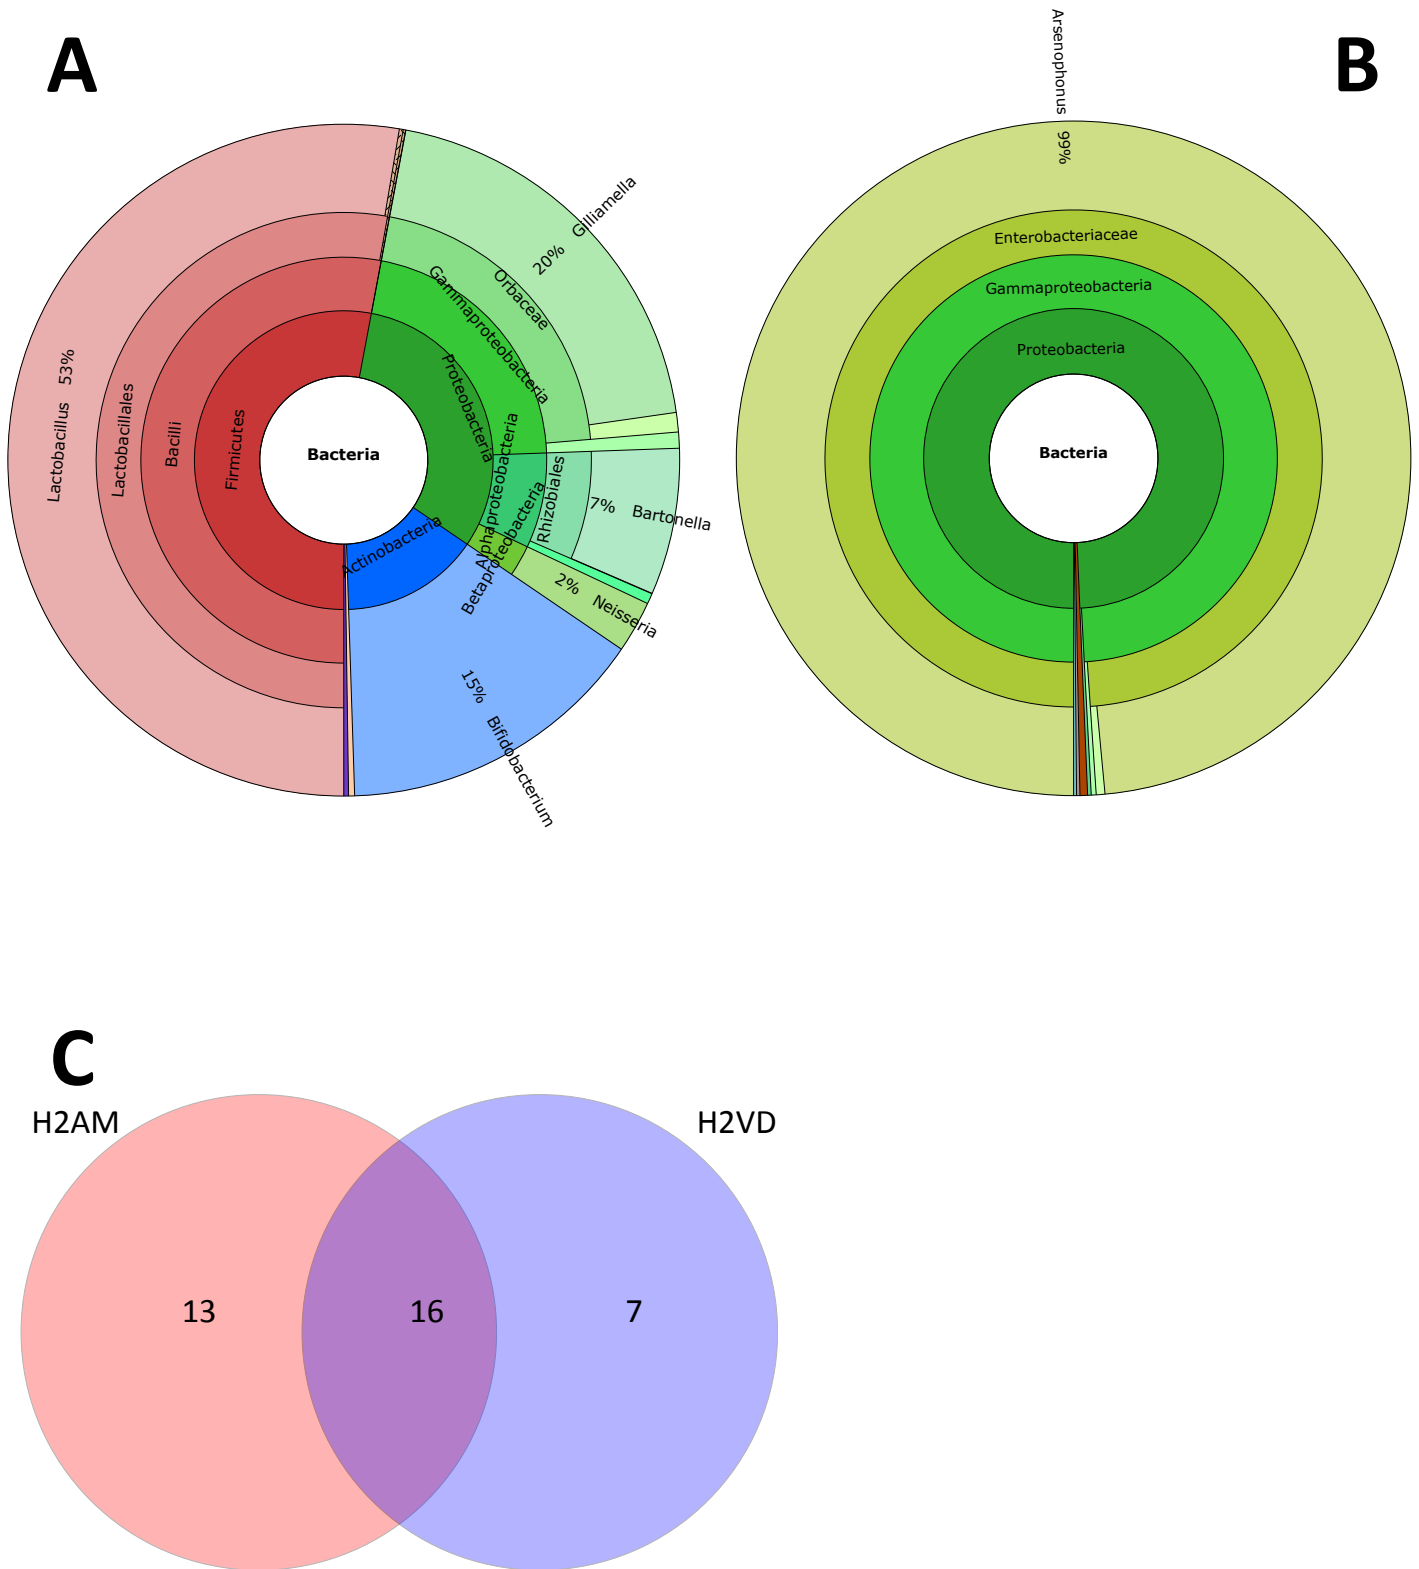 A
B
Arsenophonus 99%
Gilliamella
20%
Orbaceae
Gammaproteobacteria
Proteobacteria
Lactobacillus 53%
Lactobacillales
Bacilli
Firmicutes
Bacteria
Alphaproteobacteria
Rhizobiales
7% Bartonella
Betaproteobacteria
2% Neisseria
Actinobacteria
15% Bifidobacterium
Enterobacteriaceae
Gammaproteobacteria
Proteobacteria
Bacteria
C
H2AM
H2VD
13
16
7